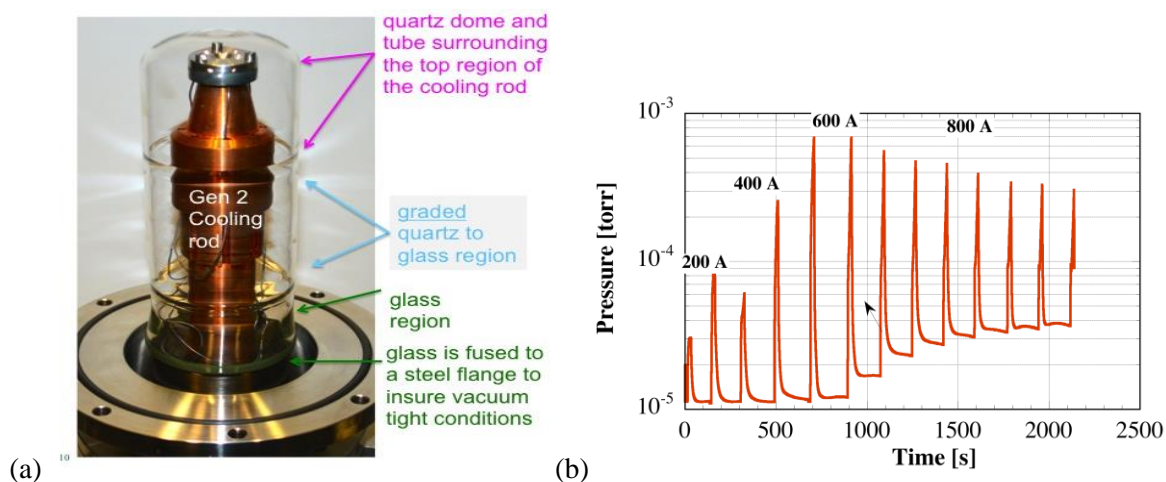 quartz dome and
tube surrounding
the top region of
the cooling rod
Gen 2
Cooling
rod
graded
quartz to
glass region
glass
region
glass is fused to
a steel flange to
insure vacuum
tight conditions
10
(a)
Pressure [torr]
10⁻³
10⁻⁴
10⁻⁵
200 A
400 A
600 A
800 A
0
500
1000
1500
2000
2500
Time [s]
(b)